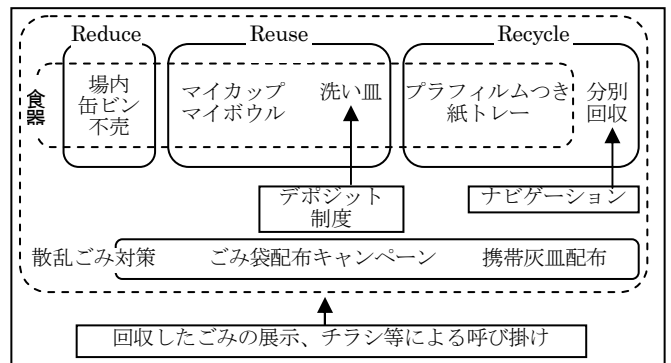 Reduce
Reuse
Recycle
食器
場内
缶ビン
不売
マイカップ
マイボウル
洗い皿
プラフィルムつき
紙トレー
分別
回収
デポジット
制度
ナビゲーション
散乱ごみ対策
ごみ袋配布キャンペーン
携帯灰皿配布
回収したごみの展示、チラシ等による呼び掛け